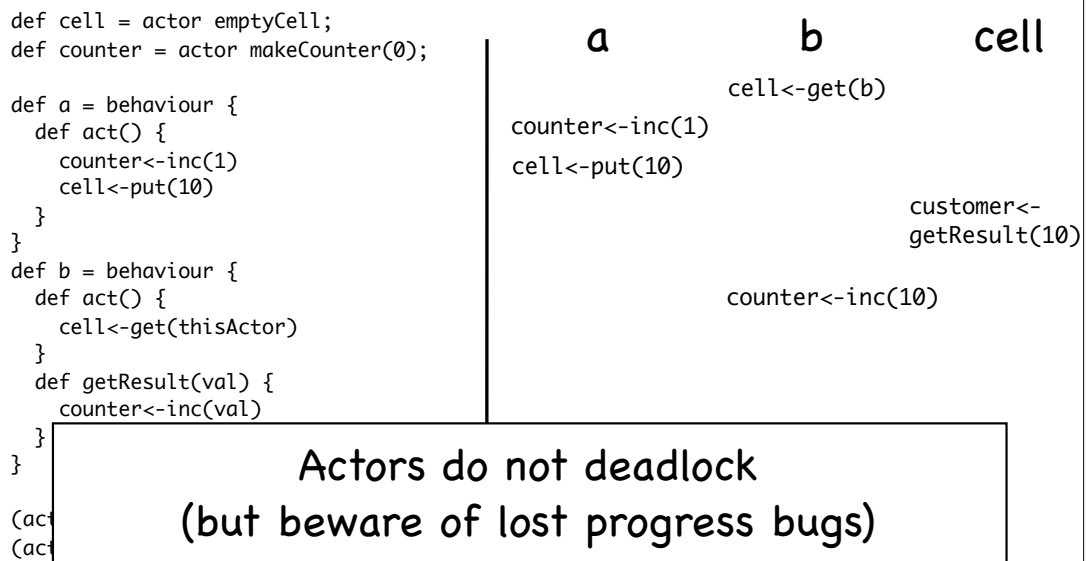 def cell = actor emptyCell;
def counter = actor makeCounter(0);
def a = behaviour {
def act() {
counter<-inc(1)
cell<-put(10)
}
}
def b = behaviour {
def act() {
cell<-get(thisActor)
}
def getResult(val) {
counter<-inc(val)
}
}
(act
(act
a b cell
cell<-get(b)
counter<-inc(1)
cell<-put(10)
customer<-
getResult(10)
counter<-inc(10)
Actors do not deadlock
(but beware of lost progress bugs)